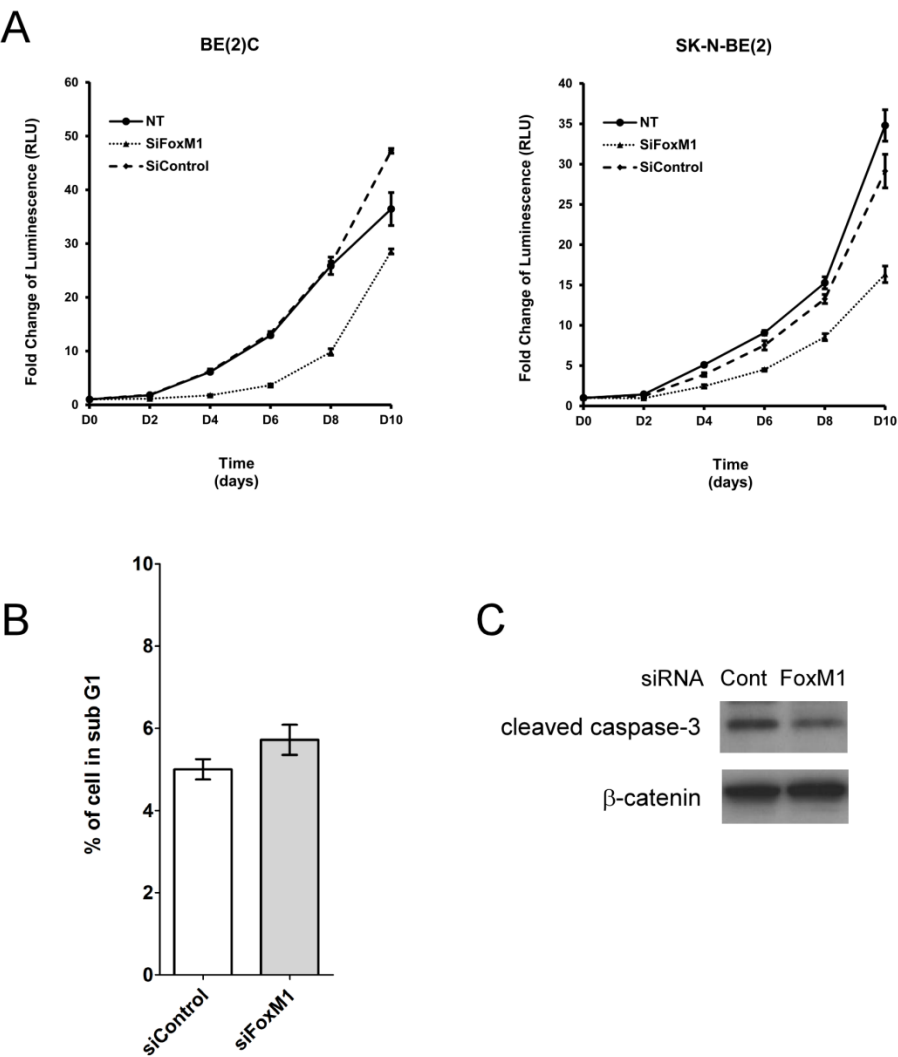 A
BE(2)C
60
50
40
30
20
10
0
NT
SiFoxM1
SiControl
Fold Change of Luminescence (RLU)
D0 D2 D4 D6 D8 D10
Time
(days)
SK-N-BE(2)
40
35
30
25
20
15
10
5
0
NT
SiFoxM1
SiControl
Fold Change of Luminescence (RLU)
D0 D2 D4 D6 D8 D10
Time
(days)
B
10
8
6
4
2
0
% of cell in sub G1
siControl
siFoxM1
C
siRNA Cont FoxM1
cleaved caspase-3
β-catenin